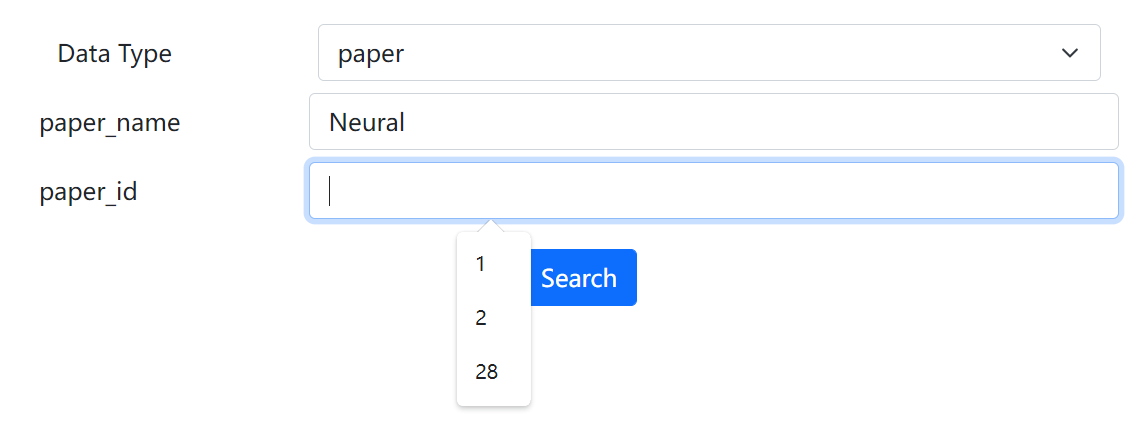 Data Type paper
paper_name Neural
paper_id
1
Search
2
28